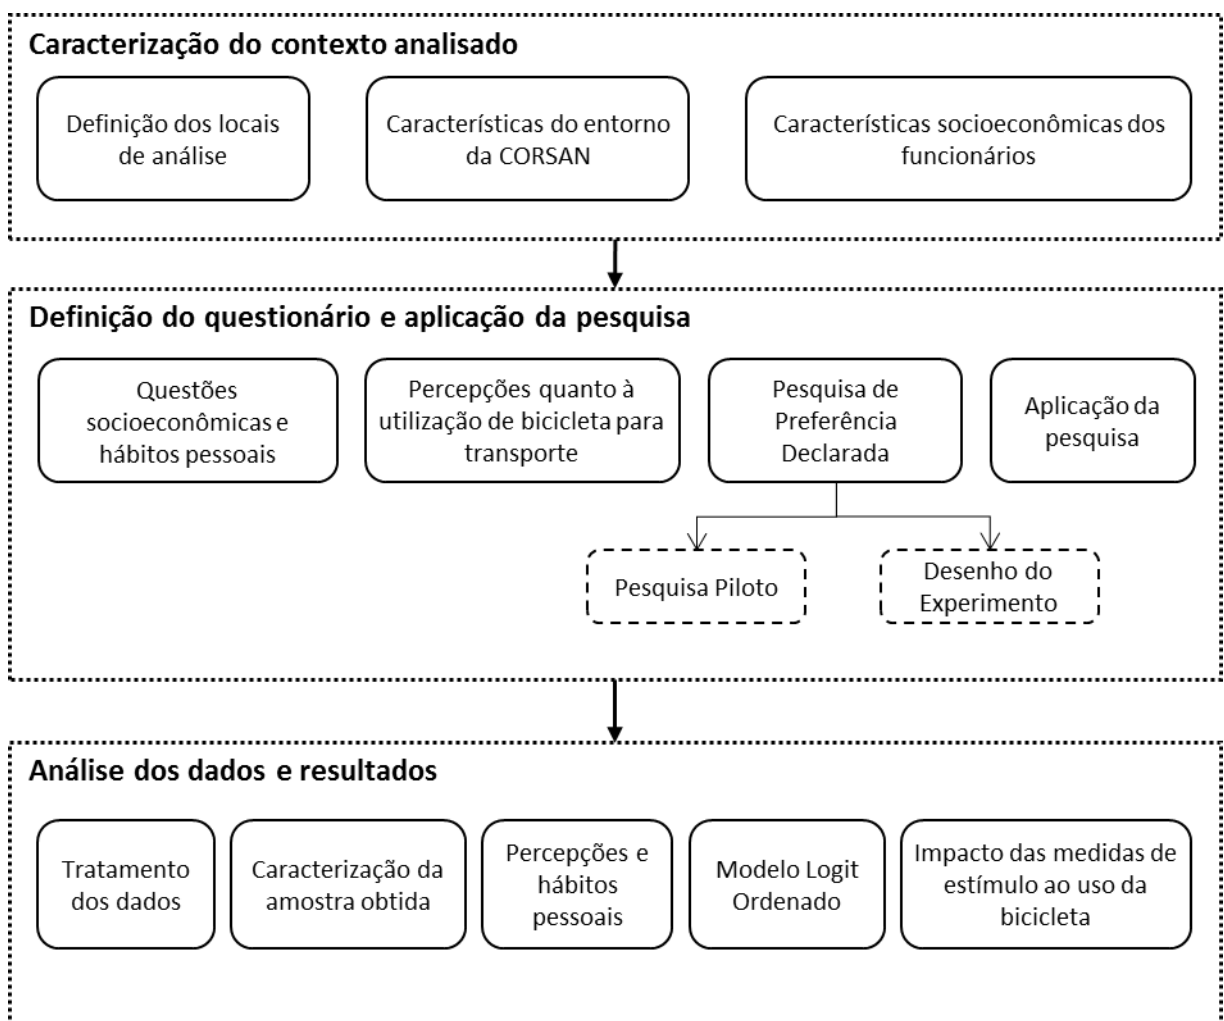 Caracterização do contexto analisado
Definição dos locais
de análise
Características do entorno
da CORSAN
Características socioeconômicas dos
funcionários
Definição do questionário e aplicação da pesquisa
Questões
socioeconômicas e
hábitos pessoais
Percepções quanto à
utilização de bicicleta para
transporte
Pesquisa de
Preferência
Declarada
Aplicação da
pesquisa
Pesquisa Piloto
Desenho do
Experimento
Análise dos dados e resultados
Tratamento
dos dados
Caracterização da
amostra obtida
Percepções e
hábitos
pessoais
Modelo Logit
Ordenado
Impacto das medidas de
estímulo ao uso da
bicicleta